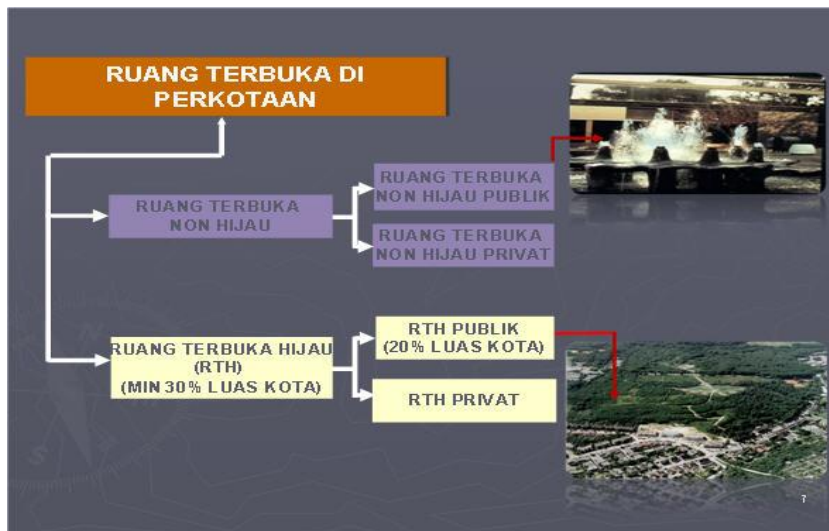 RUANG TERBUKA DI
PERKOTAAN
RUANG TERBUKA
NON HIJAU
RUANG TERBUKA
NON HIJAU PUBLIK
RUANG TERBUKA
NON HIJAU PRIVAT
RUANG TERBUKA HIJAU
(RTH)
(MIN 30% LUAS KOTA)
RTH PUBLIK
(20% LUAS KOTA)
RTH PRIVAT
7